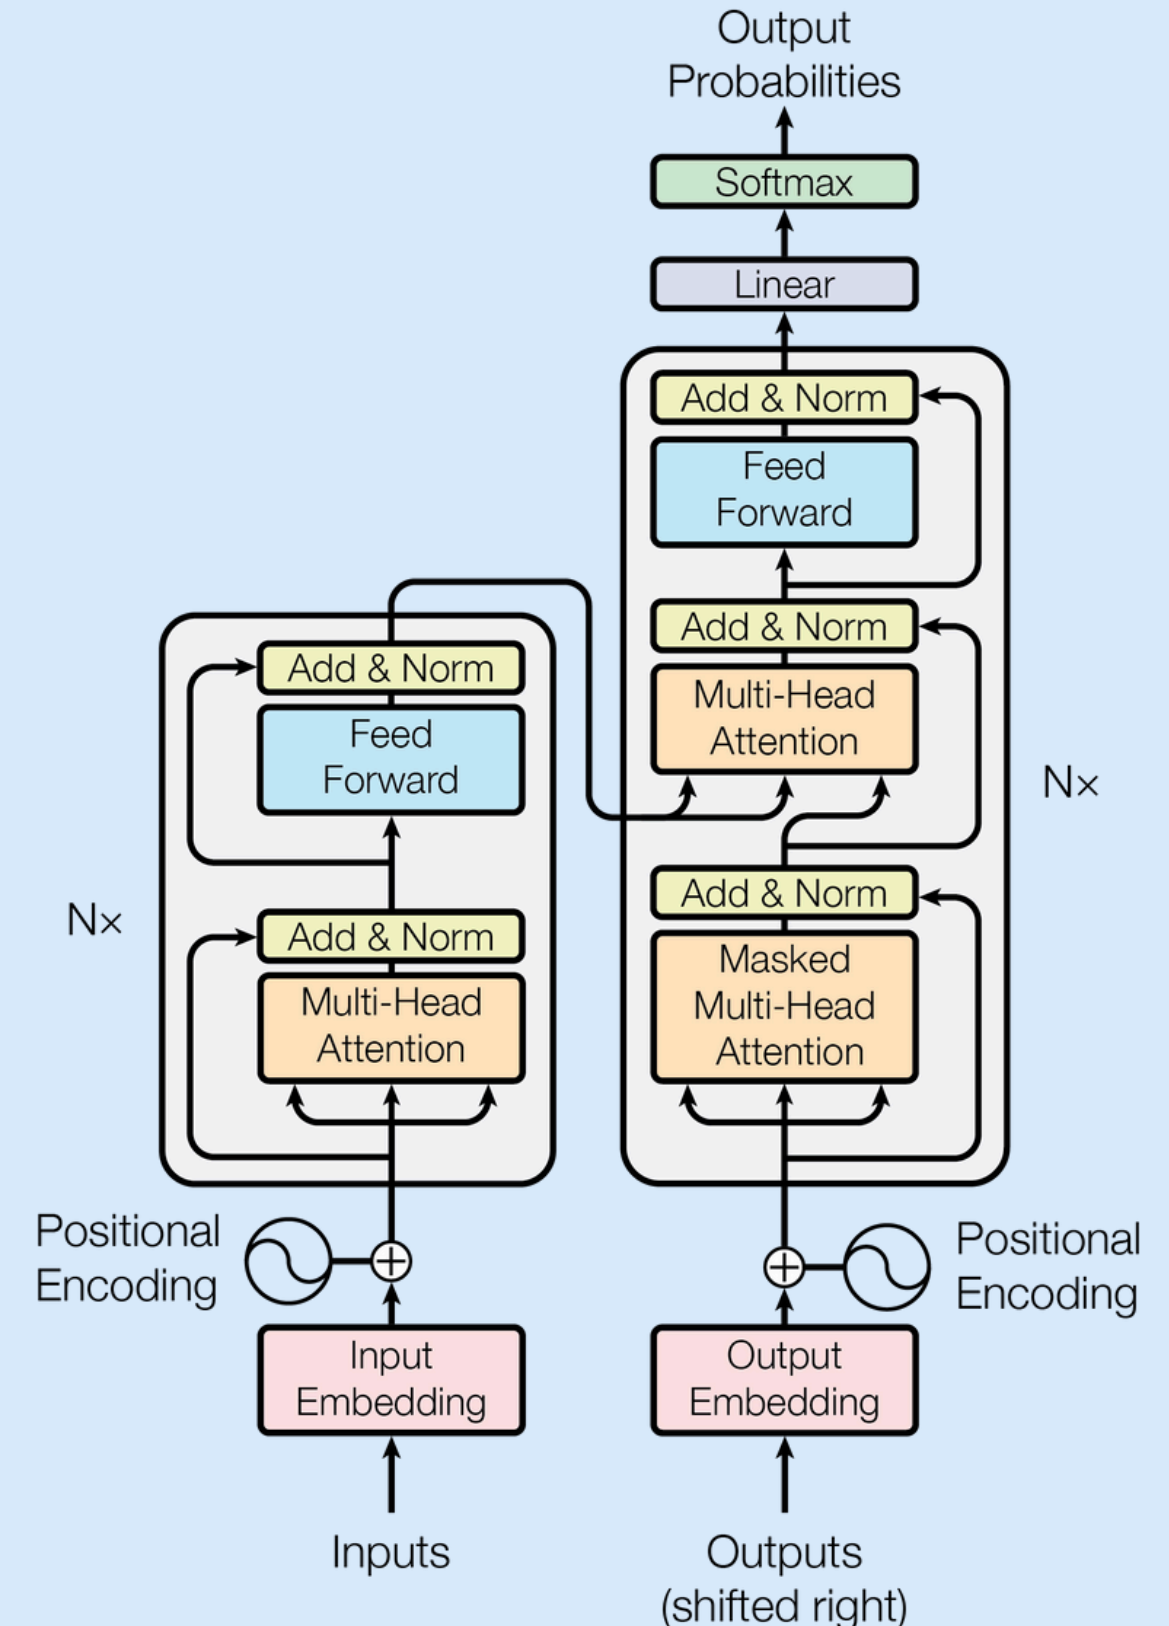 Output
Probabilities
Softmax
Linear
Add & Norm
Feed
Forward
Add & Norm
Multi-Head
Attention
N×
Add & Norm
Masked
Multi-Head
Attention
Add & Norm
Feed
Forward
N×
Add & Norm
Multi-Head
Attention
Positional
Encoding
Positional
Encoding
Input
Embedding
Output
Embedding
Inputs
Outputs
(shifted right)